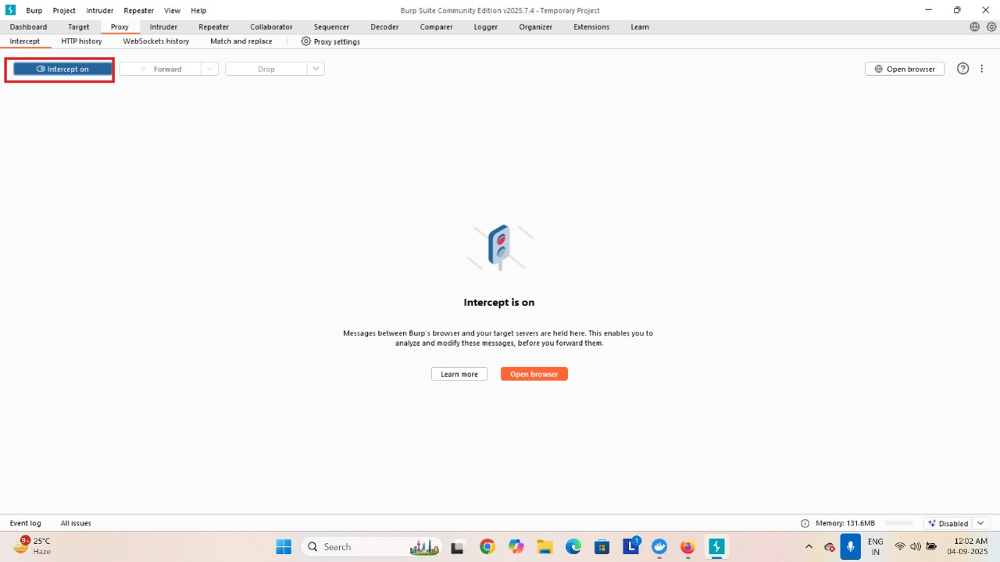 Burp Project Intruder Repeater View Help Burp Suite Community Edition v2025.7.4 - Temporary Project
Dashboard Target Proxy Intruder Repeater Collaborator Sequencer Decoder Comparer Logger Organizer Extensions Learn
Intercept HTTP history WebSockets history Match and replace Proxy settings
Intercept on Forward Drop Open browser
Intercept is on
Messages between Burp's browser and your target servers are held here. This enables you to
analyze and modify these messages, before you forward them.
Learn more Open browser
Event log All issues Memory: 131.6MB Disabled
9+ 25°C
Haze
Search
1
ENG
IN
12:02 AM
04-09-2025